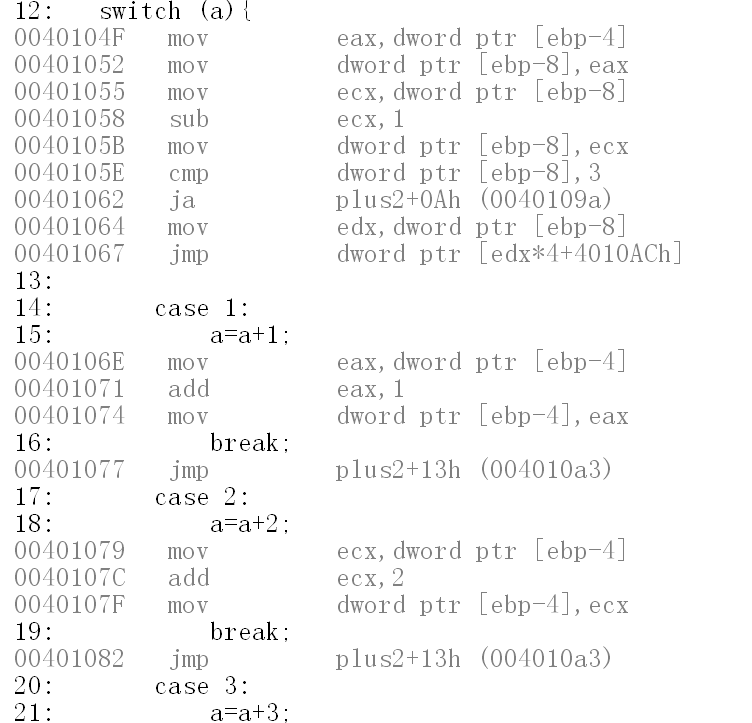 12:   switch (a){
0040104F   mov         eax,dword ptr [ebp-4]
00401052   mov         dword ptr [ebp-8],eax
00401055   mov         ecx,dword ptr [ebp-8]
00401058   sub         ecx,1
0040105B   mov         dword ptr [ebp-8],ecx
0040105E   cmp         dword ptr [ebp-8],3
00401062   ja          plus2+0Ah (0040109a)
00401064   mov         edx,dword ptr [ebp-8]
00401067   jmp         dword ptr [edx*4+4010ACh]
13:
14:       case 1:
15:           a=a+1;
0040106E   mov         eax,dword ptr [ebp-4]
00401071   add         eax,1
00401074   mov         dword ptr [ebp-4],eax
16:           break;
00401077   jmp         plus2+13h (004010a3)
17:       case 2:
18:           a=a+2;
00401079   mov         ecx,dword ptr [ebp-4]
0040107C   add         ecx,2
0040107F   mov         dword ptr [ebp-4],ecx
19:           break;
00401082   jmp         plus2+13h (004010a3)
20:       case 3:
21:           a=a+3;